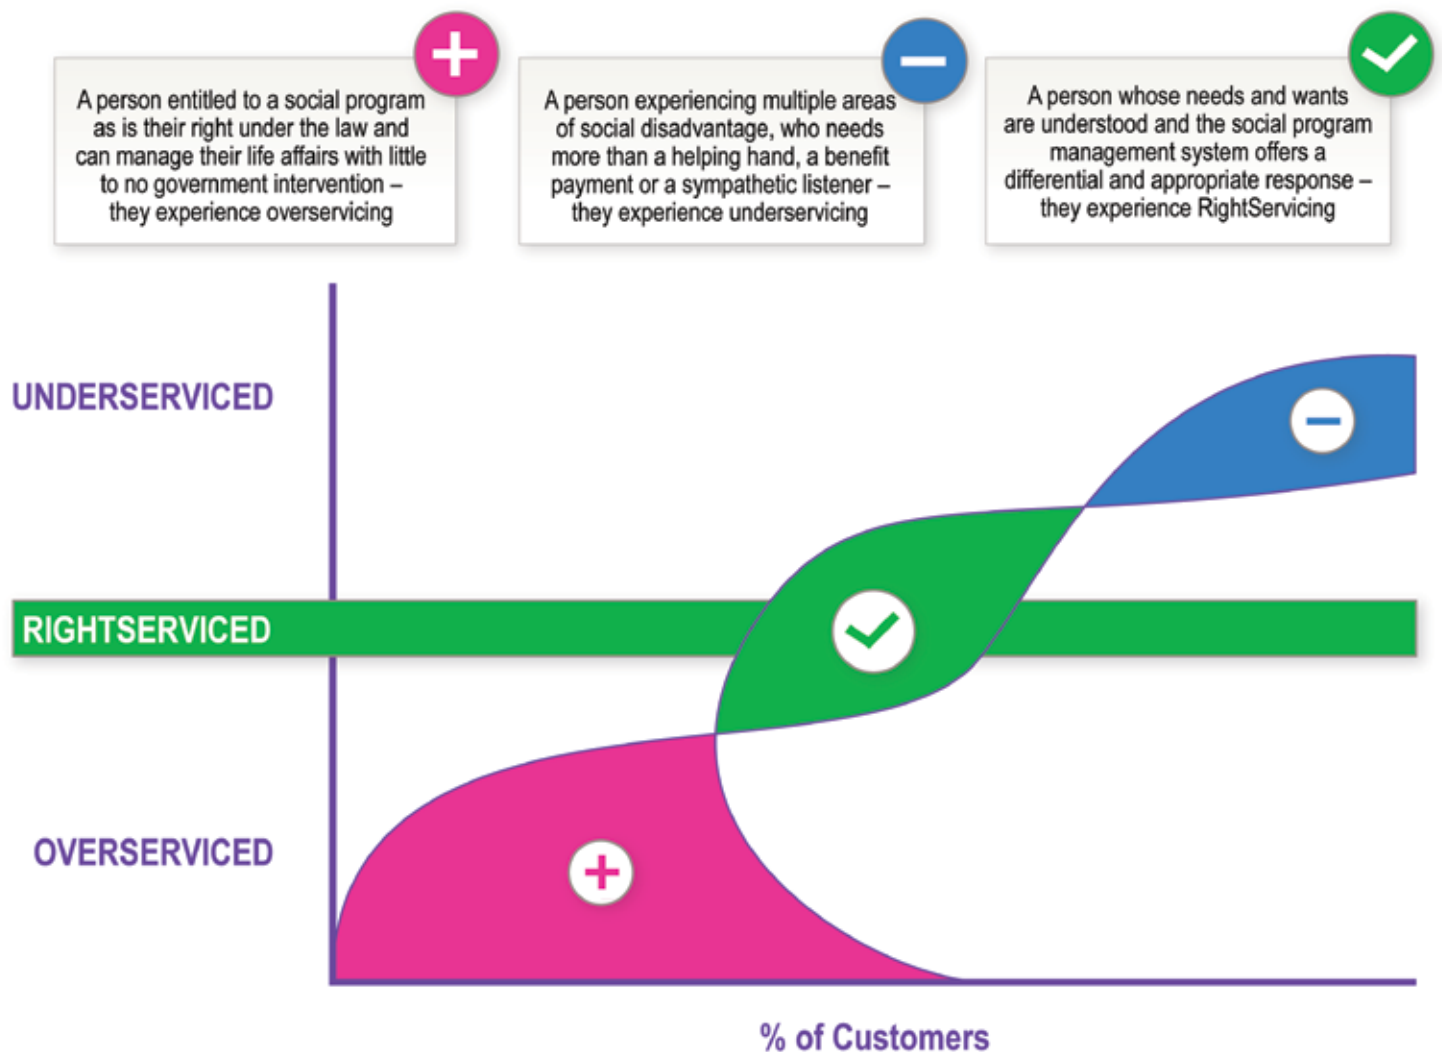 A person entitled to a social program
as is their right under the law and
can manage their life affairs with little
to no government intervention –
they experience overservicing
A person experiencing multiple areas
of social disadvantage, who needs
more than a helping hand, a benefit
payment or a sympathetic listener –
they experience underservicing
A person whose needs and wants
are understood and the social program
management system offers a
differential and appropriate response –
they experience RightServicing
UNDERSERVICED
RIGHTSERVICED
OVERSERVICED
% of Customers